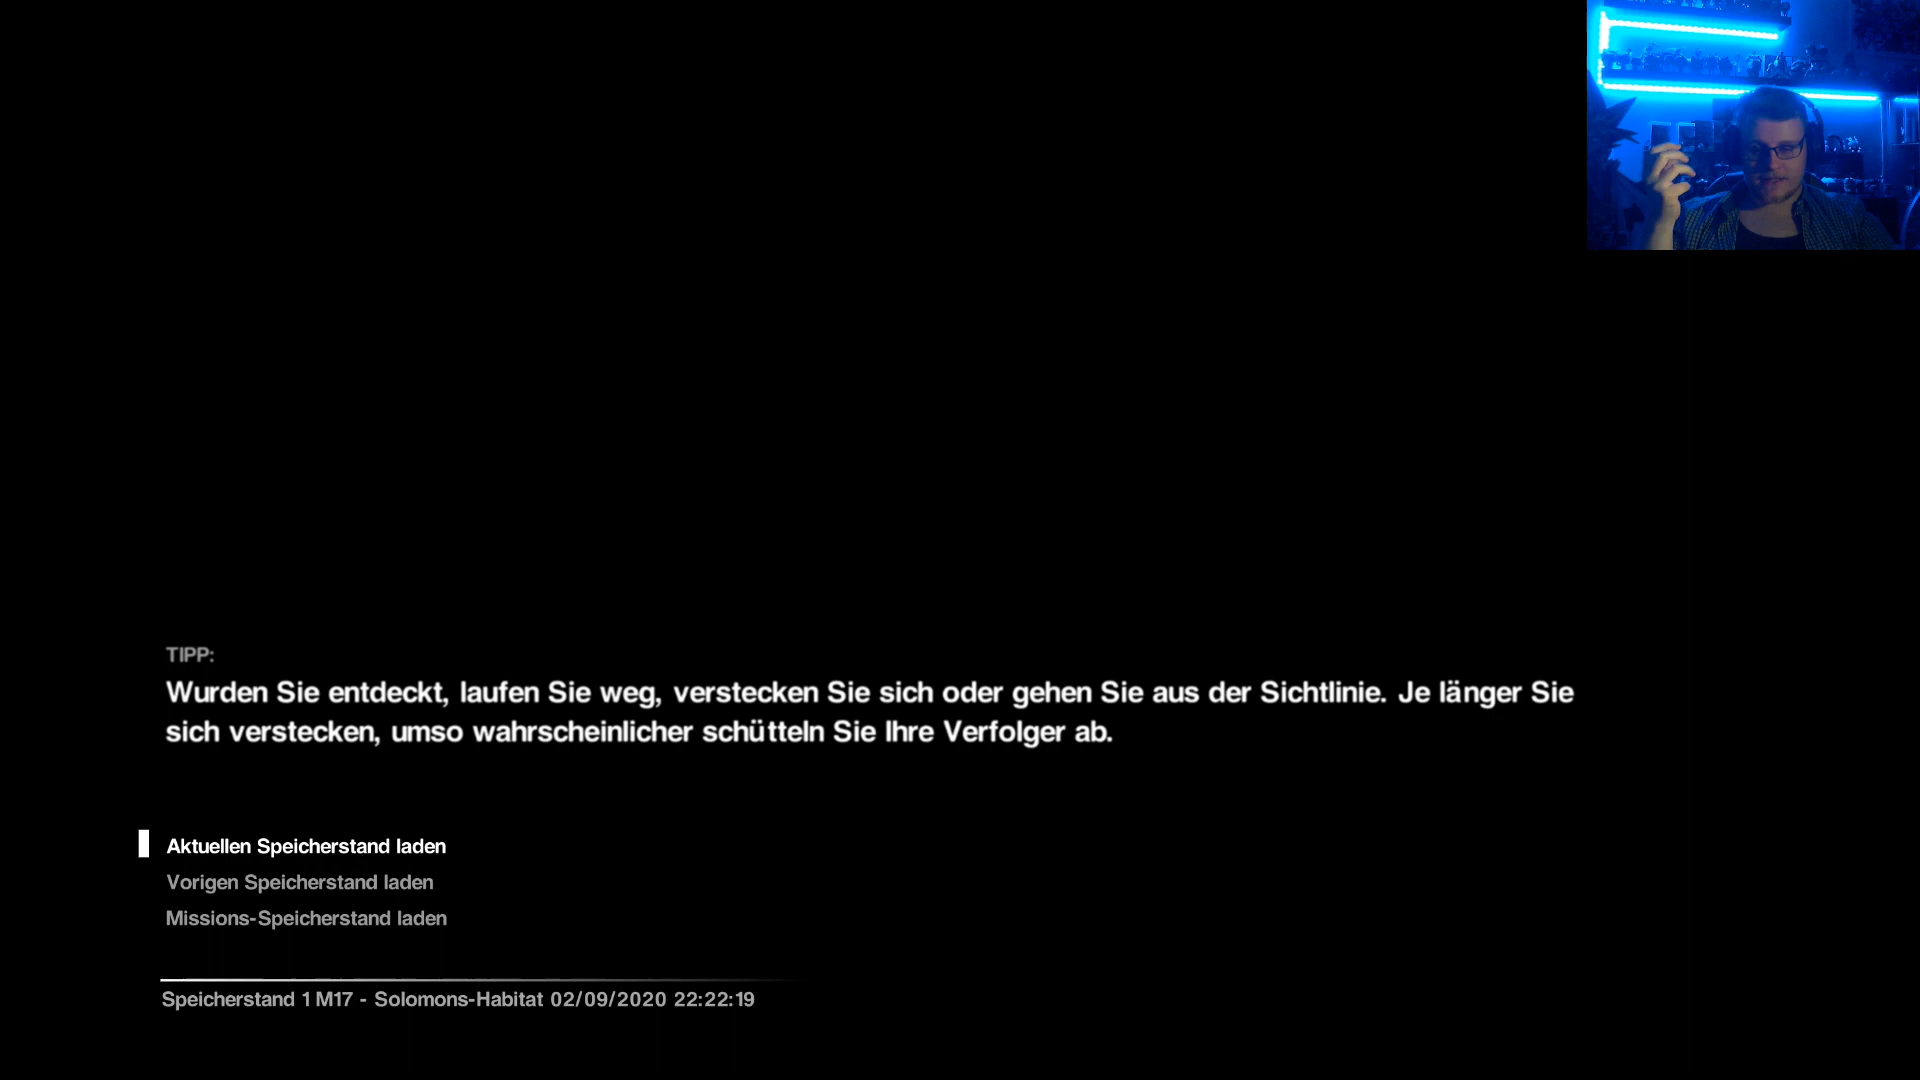 TIPP:
Wurden Sie entdeckt, laufen Sie weg, verstecken Sie sich oder gehen Sie aus der Sichtlinie. Je länger Sie
sich verstecken, umso wahrscheinlicher schütteln Sie Ihre Verfolger ab.
Aktuellen Speicherstand laden
Vorigen Speicherstand laden
Missions-Speicherstand laden
Speicherstand 1 M17 - Solomons-Habitat 02/09/2020 22:22:19